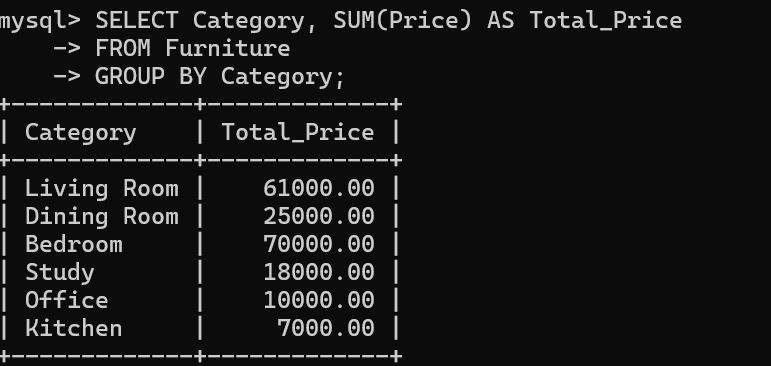 mysql> SELECT Category, SUM(Price) AS Total_Price
    -> FROM Furniture
    -> GROUP BY Category;
+-------------+-------------+
| Category    | Total_Price |
+-------------+-------------+
| Living Room |    61000.00 |
| Dining Room |    25000.00 |
| Bedroom     |    70000.00 |
| Study       |    18000.00 |
| Office      |    10000.00 |
| Kitchen     |     7000.00 |
+-------------+-------------+